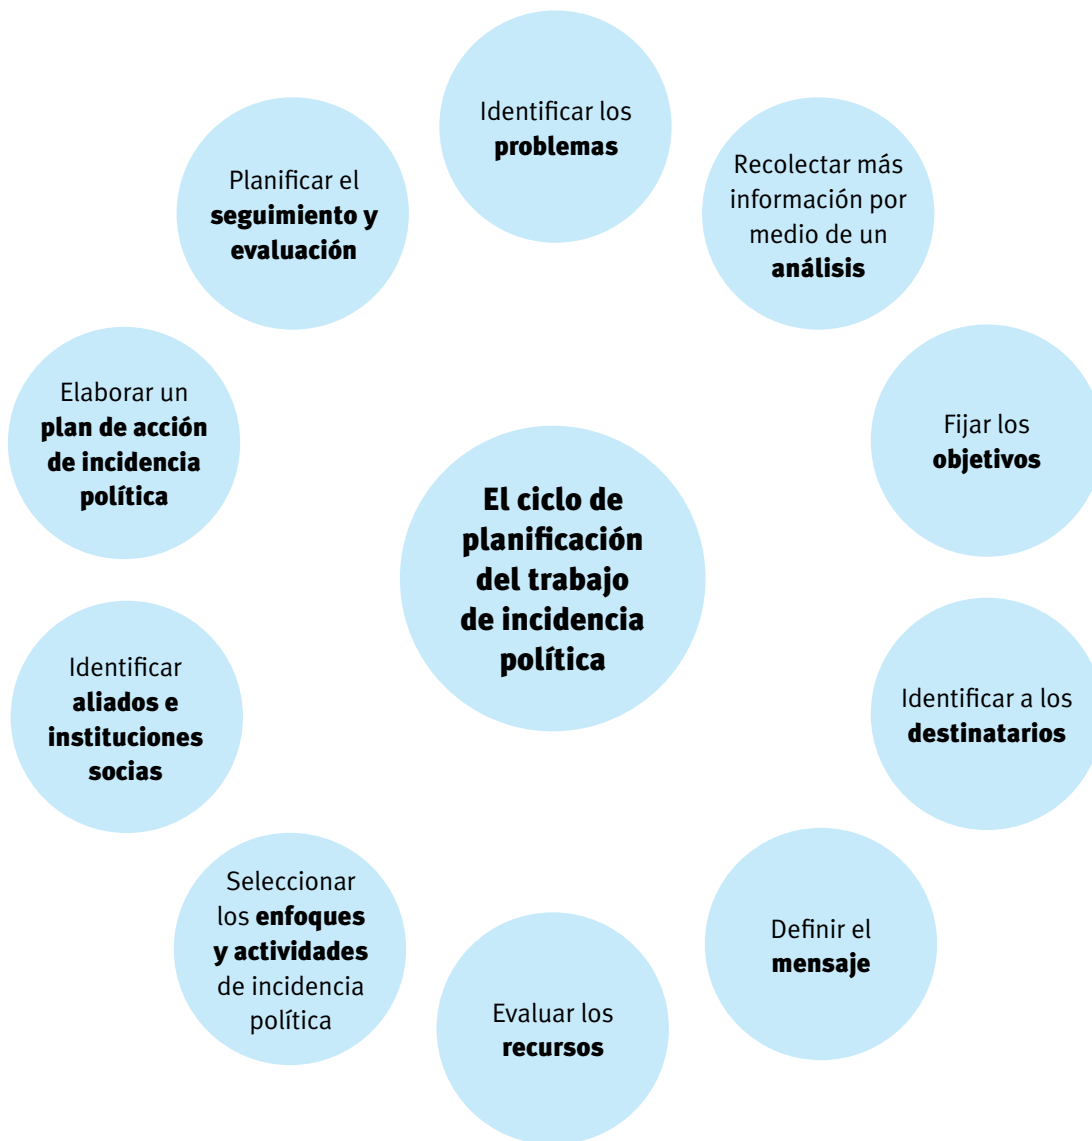 Identificar los
problemas
Recolectar más
información por
medio de un
análisis
Fijar los
objetivos
Identificar a los
destinatarios
Definir el
mensaje
Evaluar los
recursos
Seleccionar
los enfoques
y actividades
de incidencia
política
Identificar
aliados e
instituciones
socias
Elaborar un
plan de acción
de incidencia
política
Planificar el
seguimiento y
evaluación
El ciclo de
planificación
del trabajo
de incidencia
política